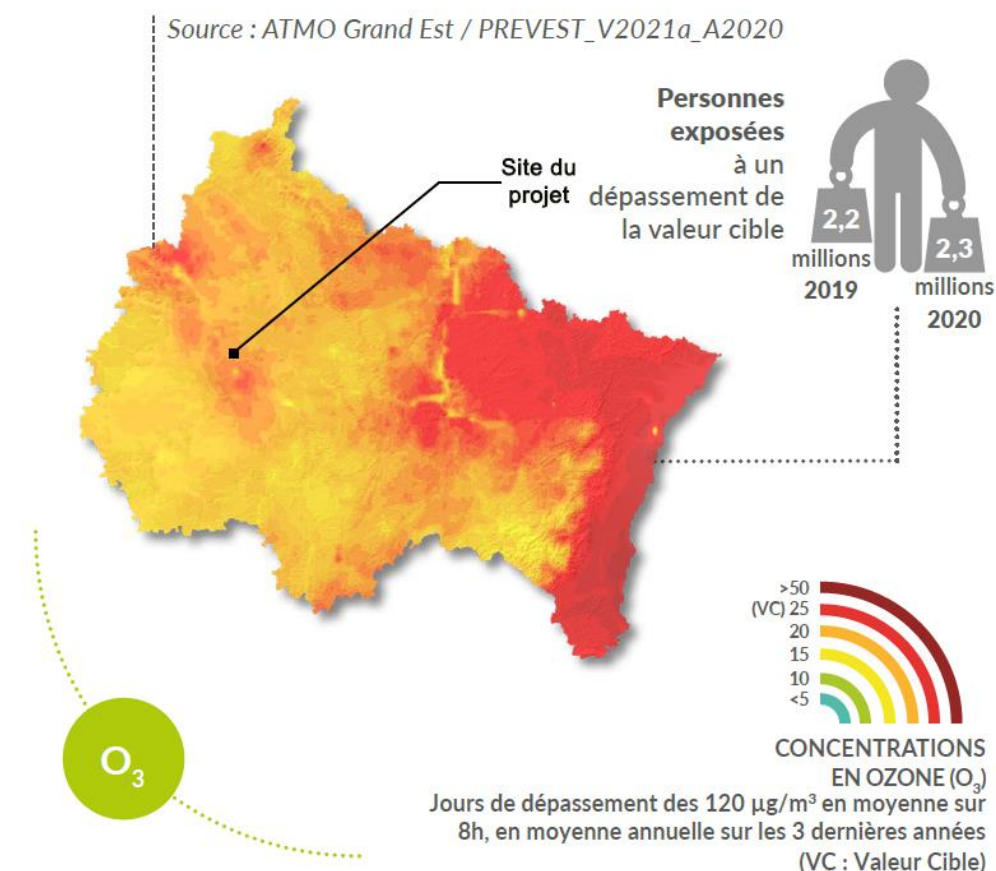 Source : ATMO Grand Est / PREVEST_V2021a_A2020
Personnes
exposées
à un
dépassement de
la valeur cible
Site du
projet
2,2
millions
2019
2,3
millions
2020
>50
(VC) 25
20
15
10
<5
O₃
CONCENTRATIONS
EN OZONE (O₃)
Jours de dépassement des 120 µg/m³ en moyenne sur
8h, en moyenne annuelle sur les 3 dernières années
(VC : Valeur Cible)